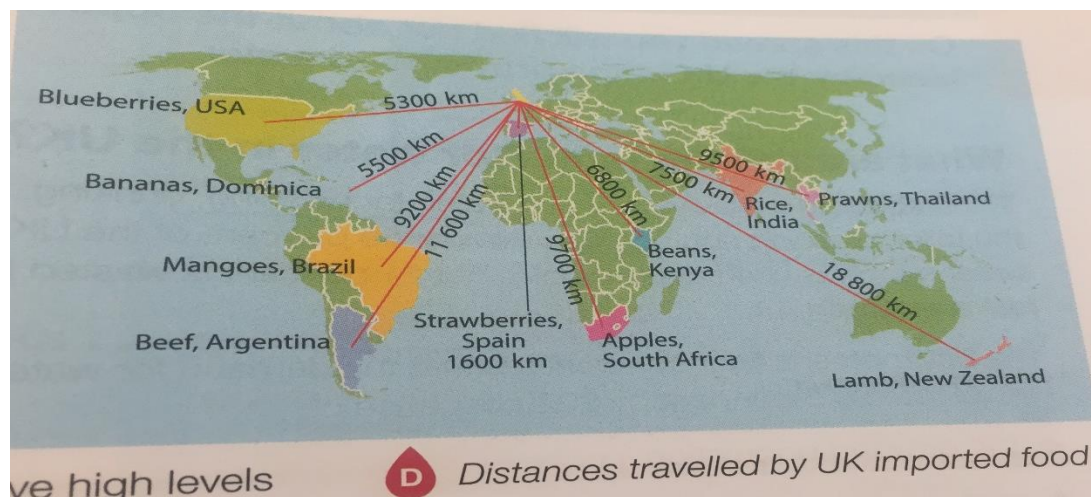 Blueberries, USA
5300 km
5500 km
Bananas, Dominica
9200 km
11 600 km
Mangoes, Brazil
Beef, Argentina
Strawberries,
Spain
1600 km
9700 km
Apples,
South Africa
6800 km
Beans,
Kenya
7500 km
Rice,
India
9500 km
Prawns, Thailand
18 800 km
Lamb, New Zealand
ve high levels
D Distances travelled by UK imported food